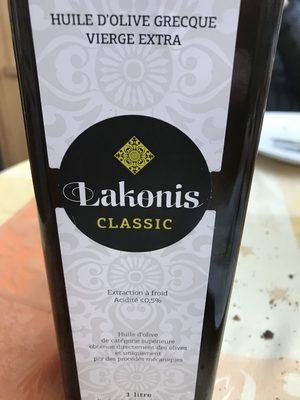 HUILE D'OLIVE GRECQUE
VIERGE EXTRA
Lakonis
CLASSIC
Extraction à froid
Acidité ≤0,5%
Huile d'olive
de catégorie supérieure
obtenue directement des olives
et uniquement
par des procédés mécaniques
1 litre